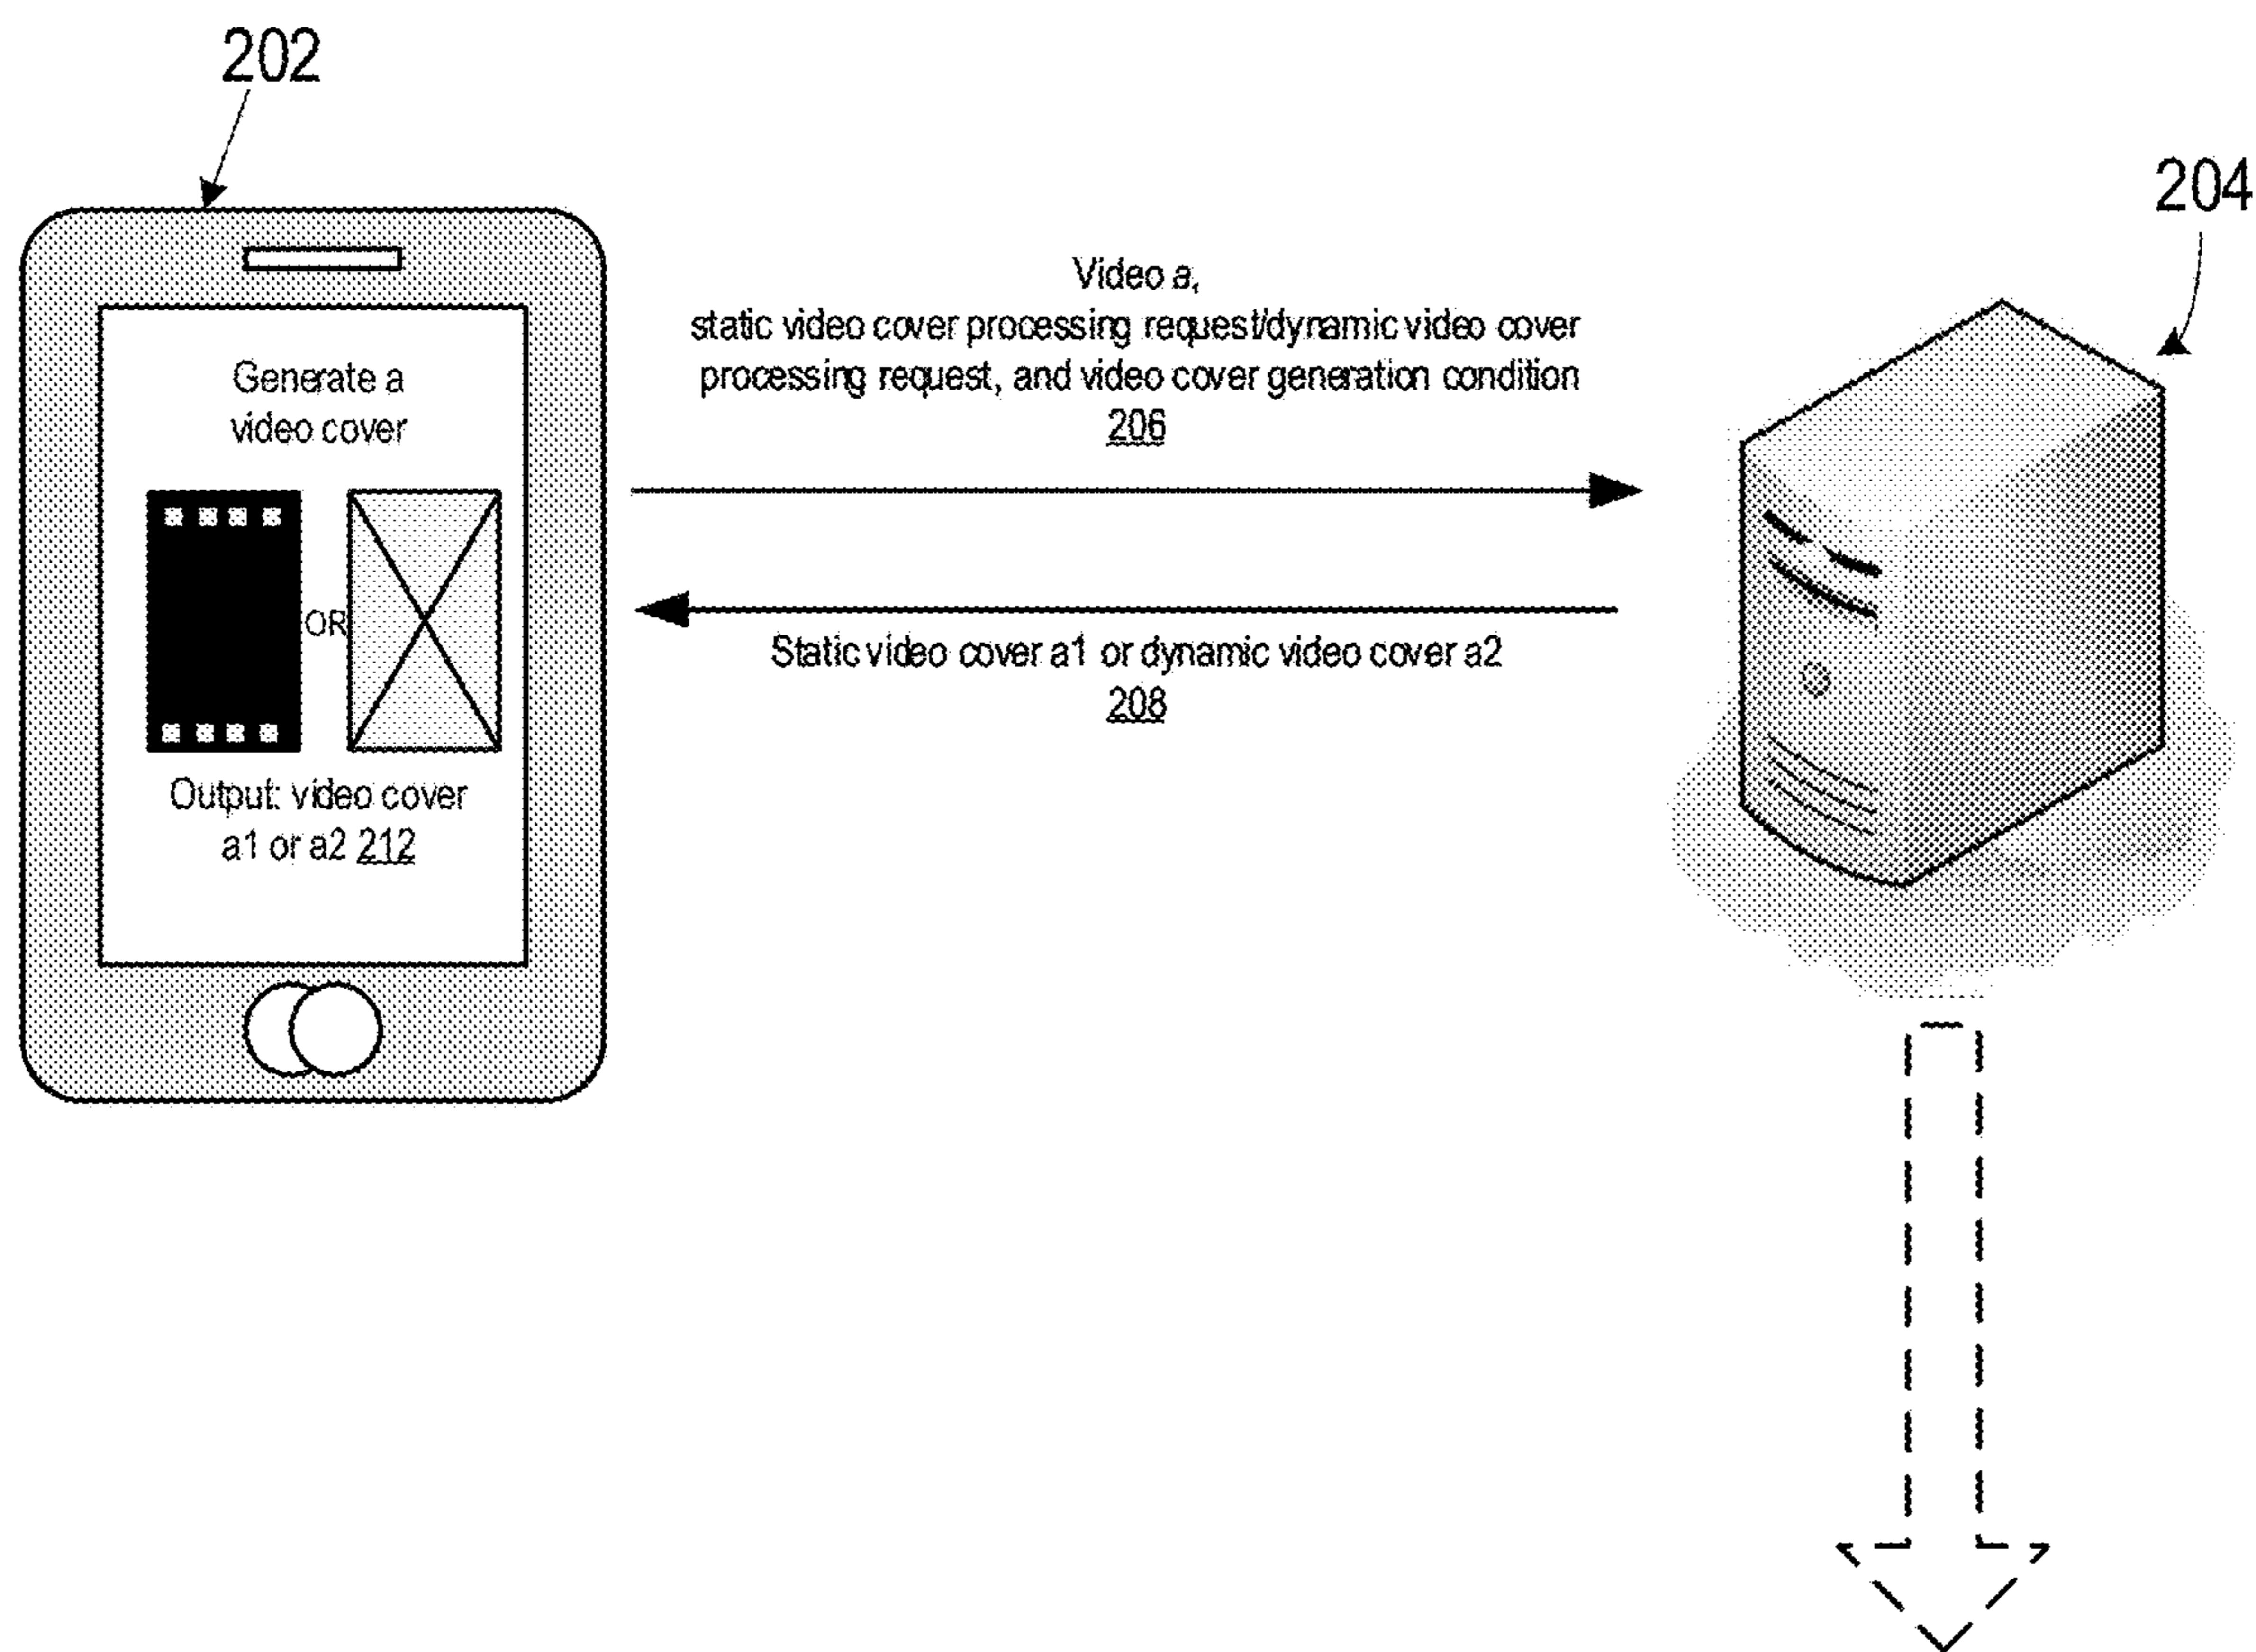 202
204
Video a,
static video cover processing request/dynamic video cover
processing request, and video cover generation condition
206
Generate a
video cover
OR
Static video cover a1 or dynamic video cover a2
208
Output: video cover
a1 or a2 212